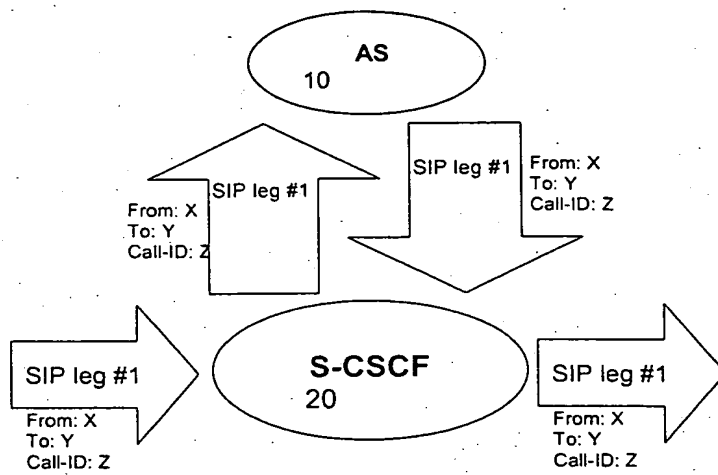 AS
10
SIP leg #1
From: X
To: Y
Call-ID: Z
SIP leg #1
From: X
To: Y
Call-ID: Z
SIP leg #1
From: X
To: Y
Call-ID: Z
S-CSCF
20
SIP leg #1
From: X
To: Y
Call-ID: Z